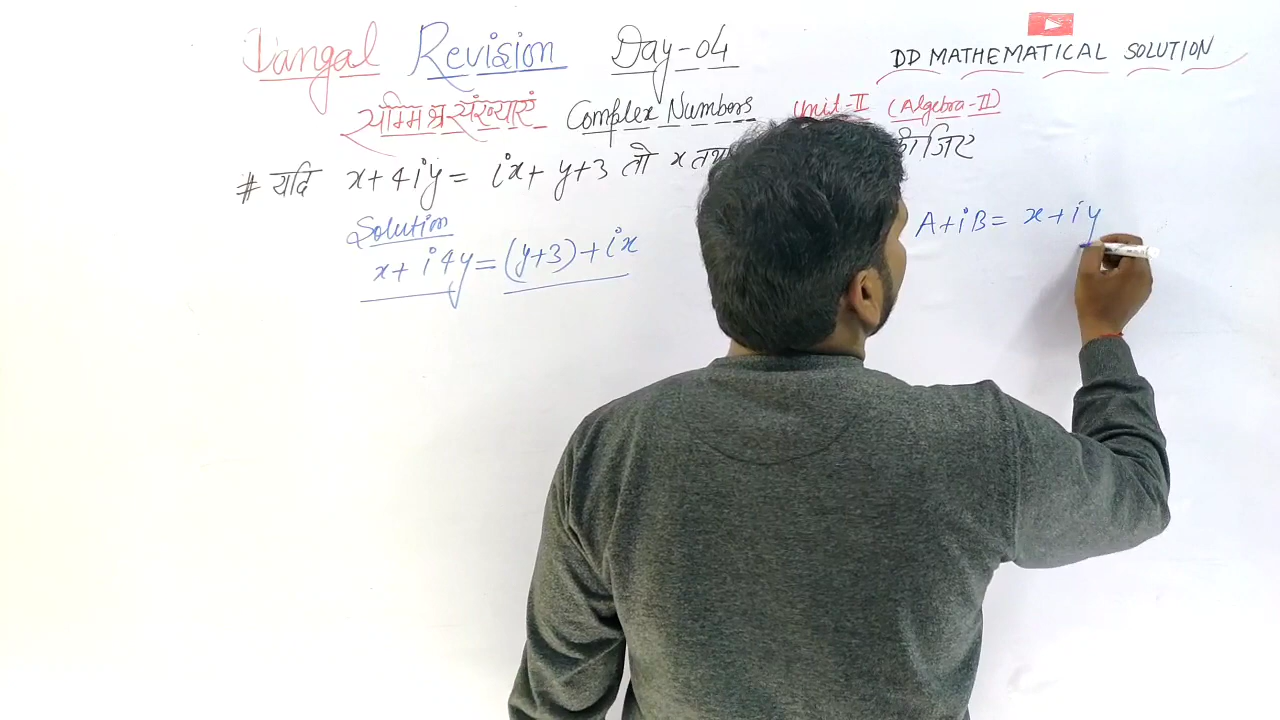 Dangal Revision Day-04
DD MATHEMATICAL SOLUTION
सम्मिश्र संख्याएं Complex Numbers Unit-II (Algebra-II)
# यदि x+4iy= ix+y+3 तो x तथा कीजिए
Solution
x+i4y=(y+3)+ix
A+iB= x+iy